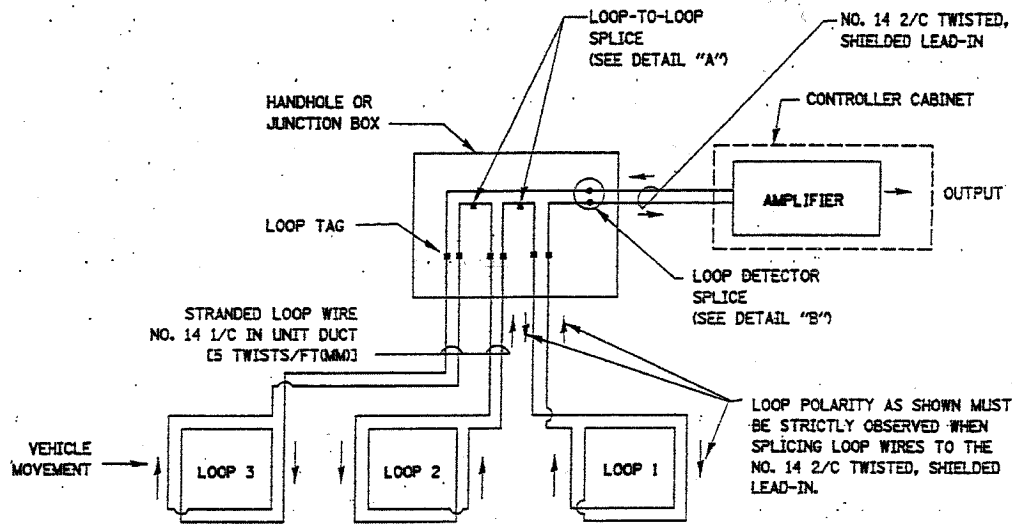 LOOP-TO-LOOP
SPLICE
(SEE DETAIL "A")
NO. 14 2/C TWISTED,
SHIELDED LEAD-IN
HANDHOLE OR
JUNCTION BOX
CONTROLLER CABINET
AMPLIFIER
OUTPUT
LOOP TAG
LOOP DETECTOR
SPLICE
(SEE DETAIL "B")
STRANDED LOOP WIRE
NO. 14 1/C IN UNIT DUCT
[5 TWISTS/FT(MM)]
LOOP POLARITY AS SHOWN MUST
BE STRICTLY OBSERVED WHEN
SPLICING LOOP WIRES TO THE
NO. 14 2/C TWISTED, SHIELDED
LEAD-IN.
VEHICLE
MOVEMENT
LOOP 3
LOOP 2
LOOP 1